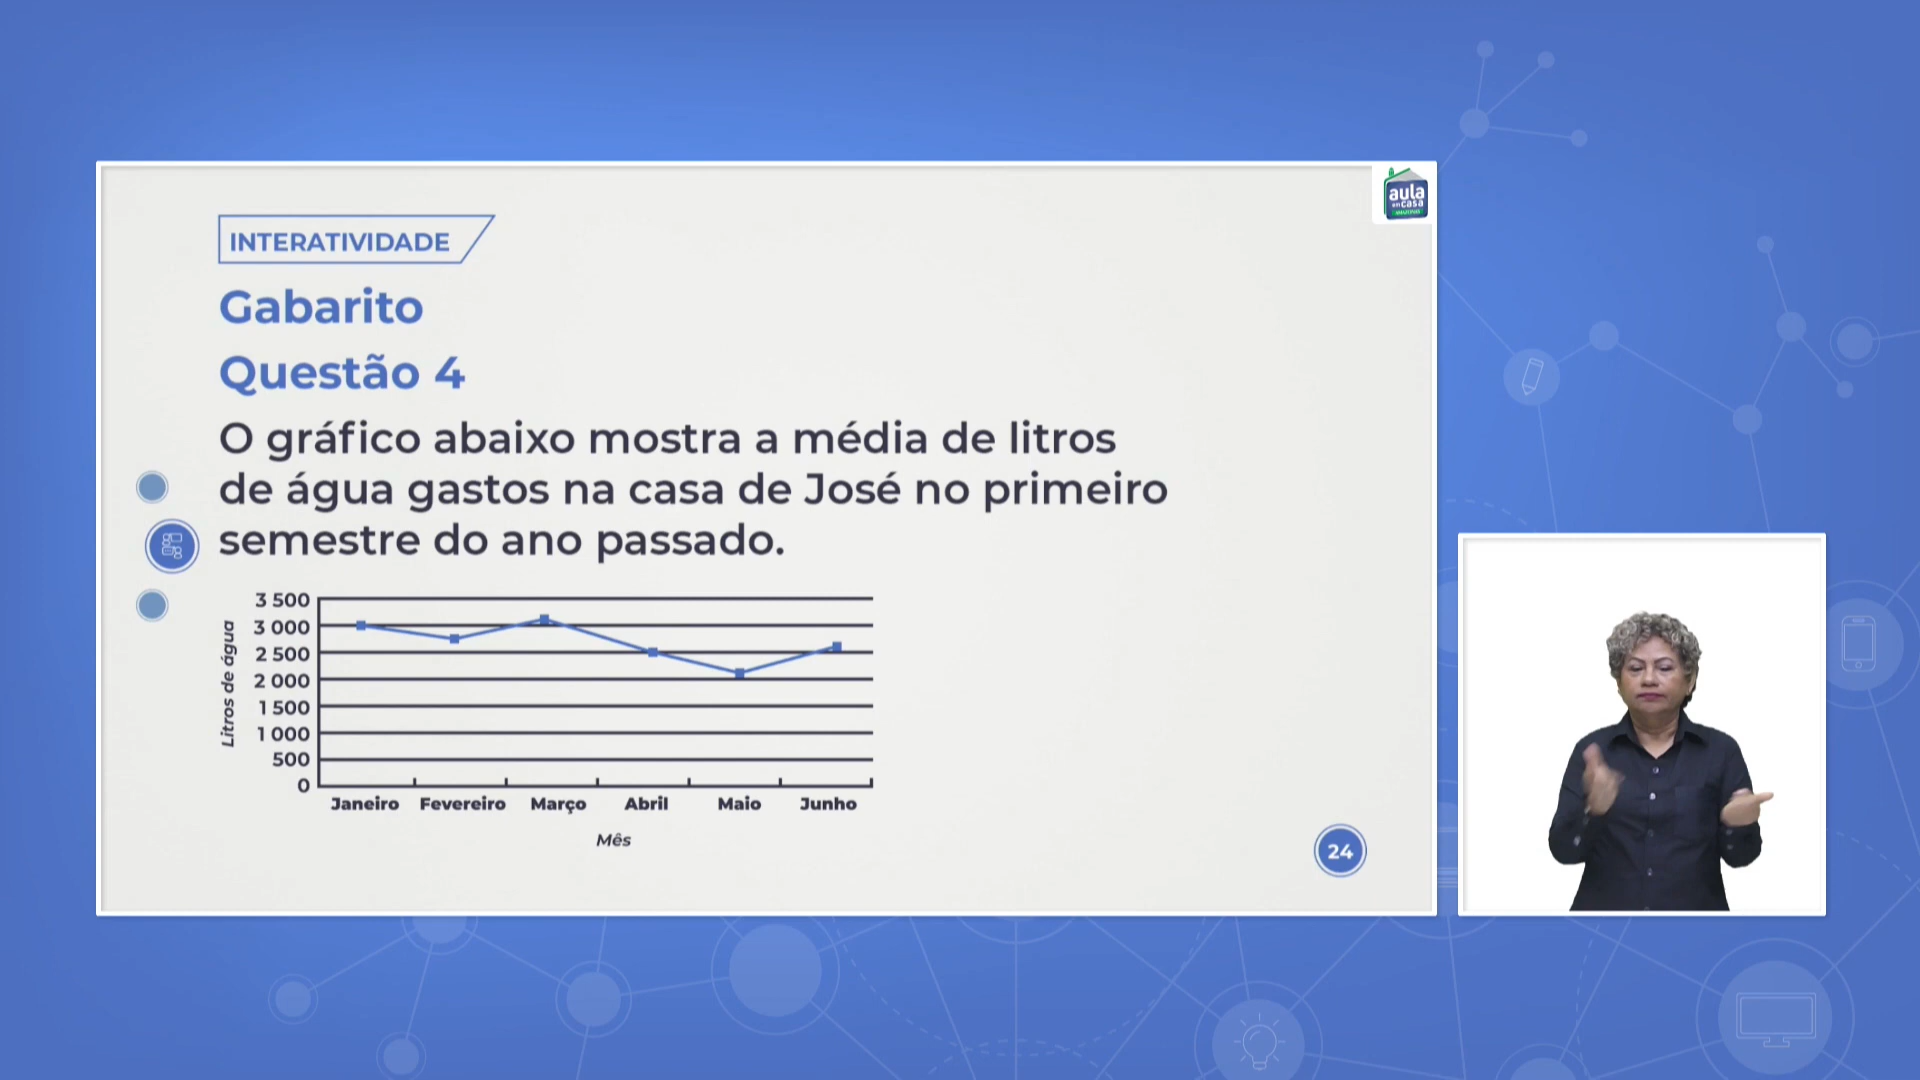 aula
em casa
INTERATIVIDADE
Gabarito
Questão 4
O gráfico abaixo mostra a média de litros
de água gastos na casa de José no primeiro
semestre do ano passado.
Litros de água
3 500
3 000
2 500
2 000
1 500
1 000
500
0
Janeiro Fevereiro Março Abril Maio Junho
Mês
24